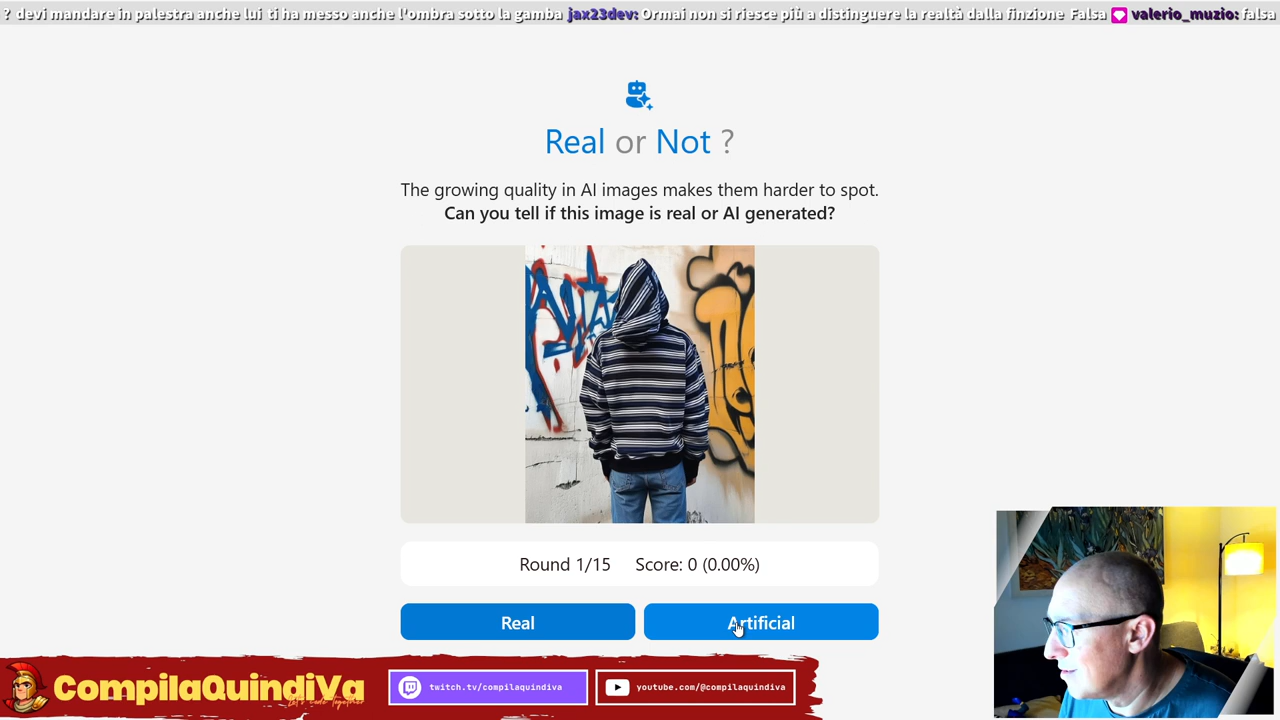 ? devi mandare in palestra anche lui ti ha messo anche l'ombra sotto la gamba jax23dev: Ormai non si riesce più a distinguere la realtà dalla finzione Falsa valerio_muzio: falsa
Real or Not ?
The growing quality in AI images makes them harder to spot.
Can you tell if this image is real or AI generated?
Round 1/15 Score: 0 (0.00%)
Real Artificial
CompilaQuindiVa
Let's code Together
twitch.tv/compilaquindiva
youtube.com/@compilaquindiva